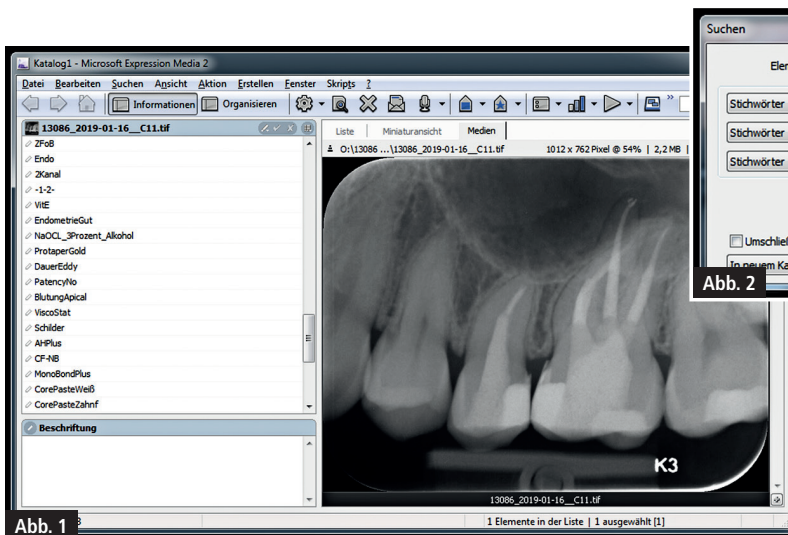 Katalog1 - Microsoft Expression Media 2
Datei Bearbeiten Suchen Ansicht Aktion Erstellen Fenster Skripts ?
Informationen Organisieren
13086_2019-01-16__C11.tif
ZFoB
Endo
2Kanal
-1-2-
VitE
EndometrieGut
NaOCL_3Prozent_Alkohol
ProtaperGold
DauerEddy
PatencyNo
BlutungApical
ViscoStat
Schilder
AHPlus
CF-NB
MonoBondPlus
CorePasteWeiß
CorePasteZahnf
Beschriftung
Abb. 1
Liste Miniaturansicht Medien
O:\13086 ...\13086_2019-01-16__C11.tif 1012 x 762 Pixel @ 54% | 2,2 MB |
K3
13086_2019-01-16__C11.tif
1 Elemente in der Liste | 1 ausgewählt [1]
Suchen
Stichwörter
Stichwörter
Stichwörter
Abb. 2